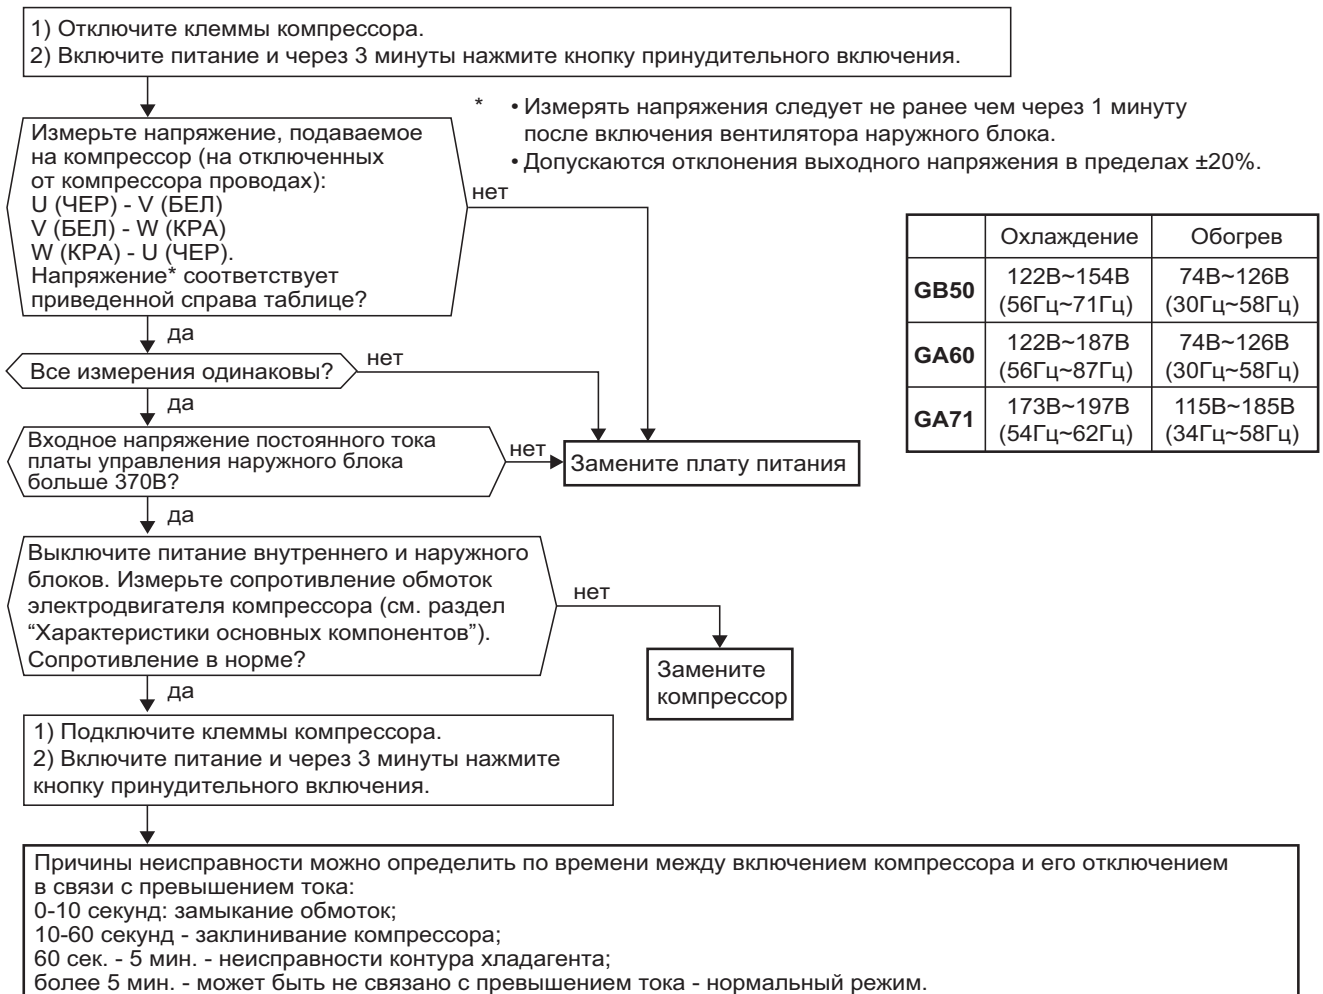 1) Отключите клеммы компрессора.
2) Включите питание и через 3 минуты нажмите кнопку принудительного включения.
* • Измерять напряжения следует не ранее чем через 1 минуту
после включения вентилятора наружного блока.
• Допускаются отклонения выходного напряжения в пределах ±20%.
Измерьте напряжение, подаваемое
на компрессор (на отключенных
от компрессора проводах):
U (ЧЕР) - V (БЕЛ)
V (БЕЛ) - W (КРА)
W (КРА) - U (ЧЕР).
Напряжение* соответствует
приведенной справа таблице?
нет
да
Охлаждение Обогрев
GB50 122В~154В 74В~126В
(56Гц~71Гц) (30Гц~58Гц)
GA60 122В~187В 74В~126В
(56Гц~87Гц) (30Гц~58Гц)
GA71 173В~197В 115В~185В
(54Гц~62Гц) (34Гц~58Гц)
Все измерения одинаковы?
нет
да
Входное напряжение постоянного тока
платы управления наружного блока
больше 370В?
нет
Замените плату питания
да
Выключите питание внутреннего и наружного
блоков. Измерьте сопротивление обмоток
электродвигателя компрессора (см. раздел
“Характеристики основных компонентов”).
Сопротивление в норме?
нет
Замените
компрессор
да
1) Подключите клеммы компрессора.
2) Включите питание и через 3 минуты нажмите
кнопку принудительного включения.
Причины неисправности можно определить по времени между включением компрессора и его отключением
в связи с превышением тока:
0-10 секунд: замыкание обмоток;
10-60 секунд - заклинивание компрессора;
60 сек. - 5 мин. - неисправности контура хладагента;
более 5 мин. - может быть не связано с превышением тока - нормальный режим.